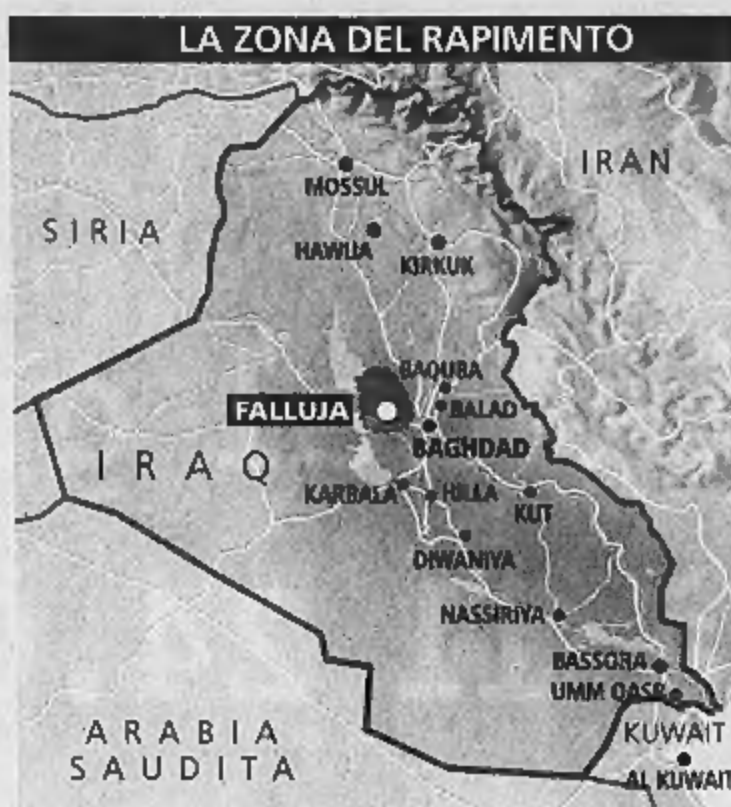 LA ZONA DEL RAPIMENTO
IRAN
MOSSUL
SIRIA
HAWIJA
KIRKUK
BAQUBA
FALLUJA
BALAD
BAGHDAD
IRAQ
KARBALA
HILLA
KUT
DIWANIYA
NASSIRIYA
BASSORA
UMM QASR
ARABIA
SAUDITA
KUWAIT
AL KUWAIT